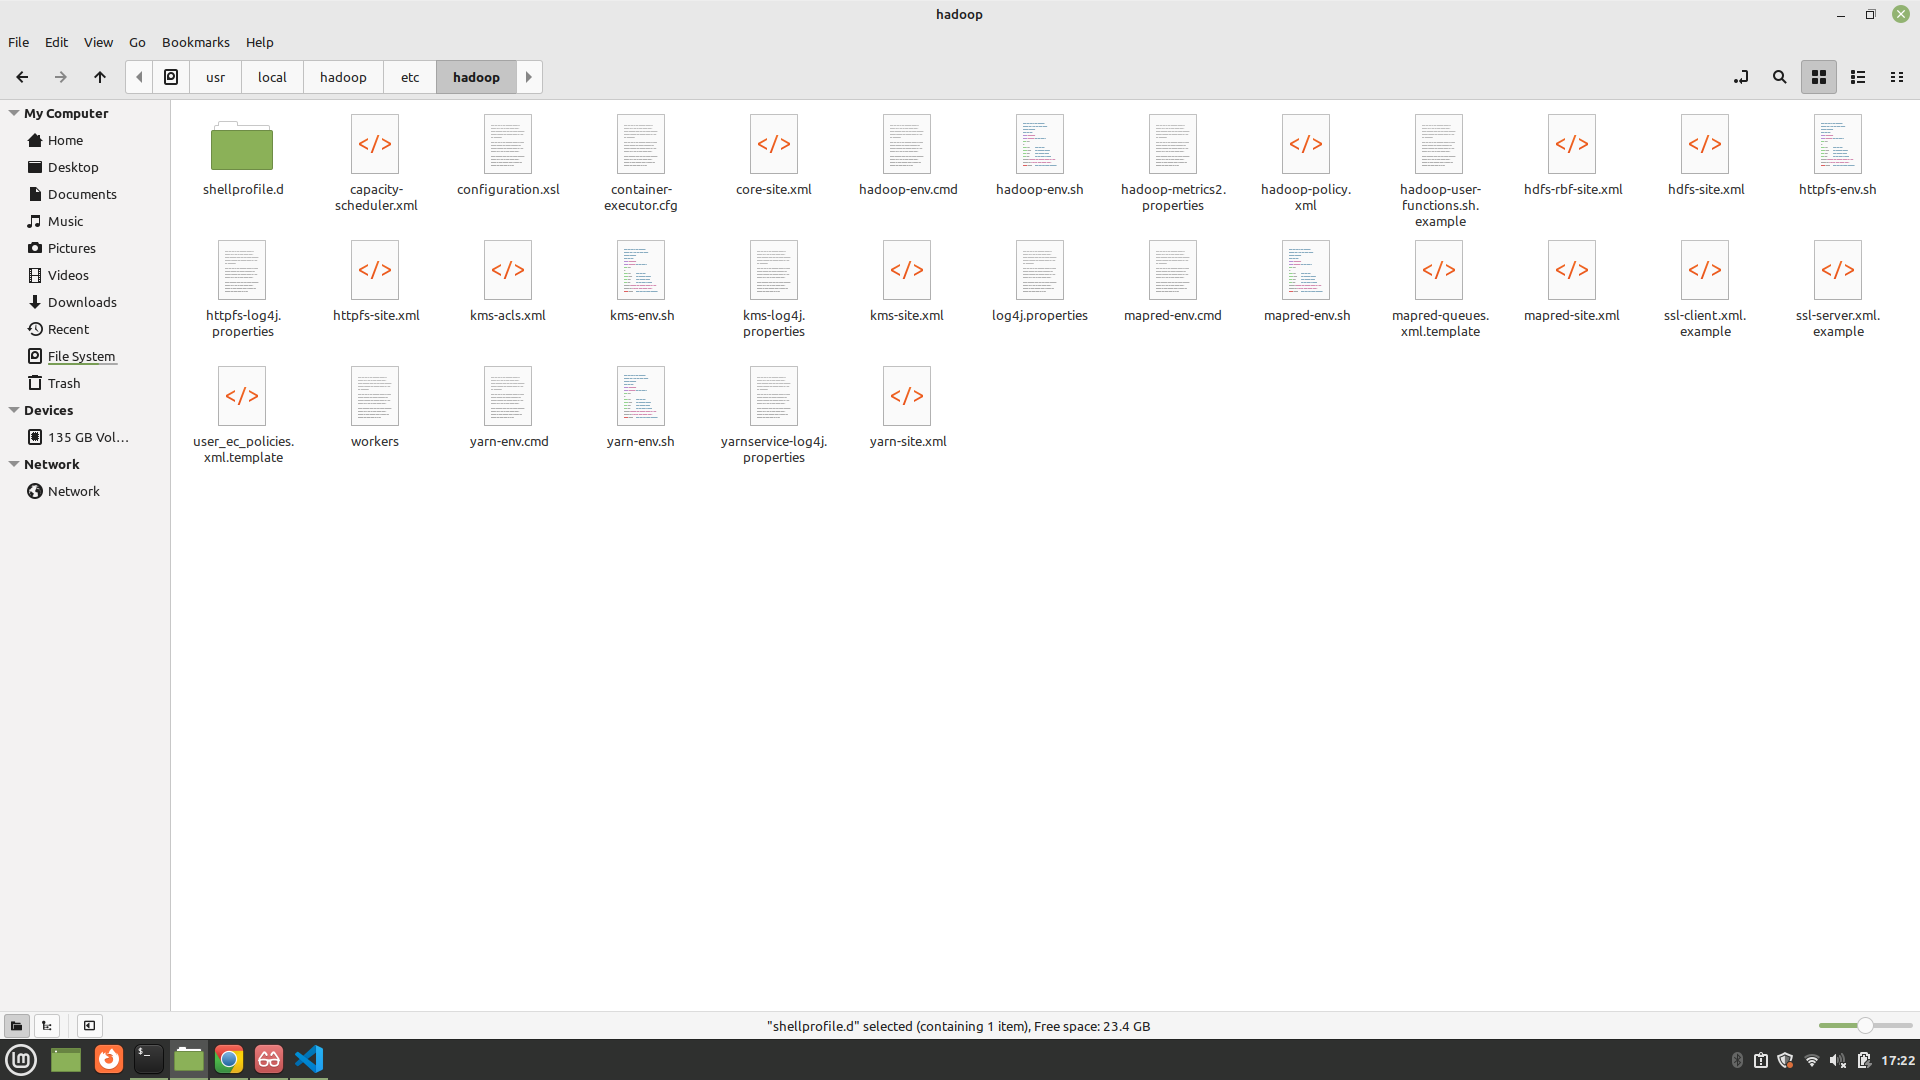 hadoop
File Edit View Go Bookmarks Help
usr local hadoop etc hadoop
My Computer
Home
Desktop
Documents
Music
Pictures
Videos
Downloads
Recent
File System
Trash
Devices
135 GB Vol...
Network
Network
shellprofile.d
capacity-
scheduler.xml
configuration.xsl
container-
executor.cfg
core-site.xml
hadoop-env.cmd
hadoop-env.sh
hadoop-metrics2.
properties
hadoop-policy.
xml
hadoop-user-
functions.sh.
example
hdfs-rbf-site.xml
hdfs-site.xml
httpfs-env.sh
httpfs-log4j.
properties
httpfs-site.xml
kms-acls.xml
kms-env.sh
kms-log4j.
properties
kms-site.xml
log4j.properties
mapred-env.cmd
mapred-env.sh
mapred-queues.
xml.template
mapred-site.xml
ssl-client.xml.
example
ssl-server.xml.
example
user_ec_policies.
xml.template
workers
yarn-env.cmd
yarn-env.sh
yarnservice-log4j.
properties
yarn-site.xml
"shellprofile.d" selected (containing 1 item), Free space: 23.4 GB
17:22